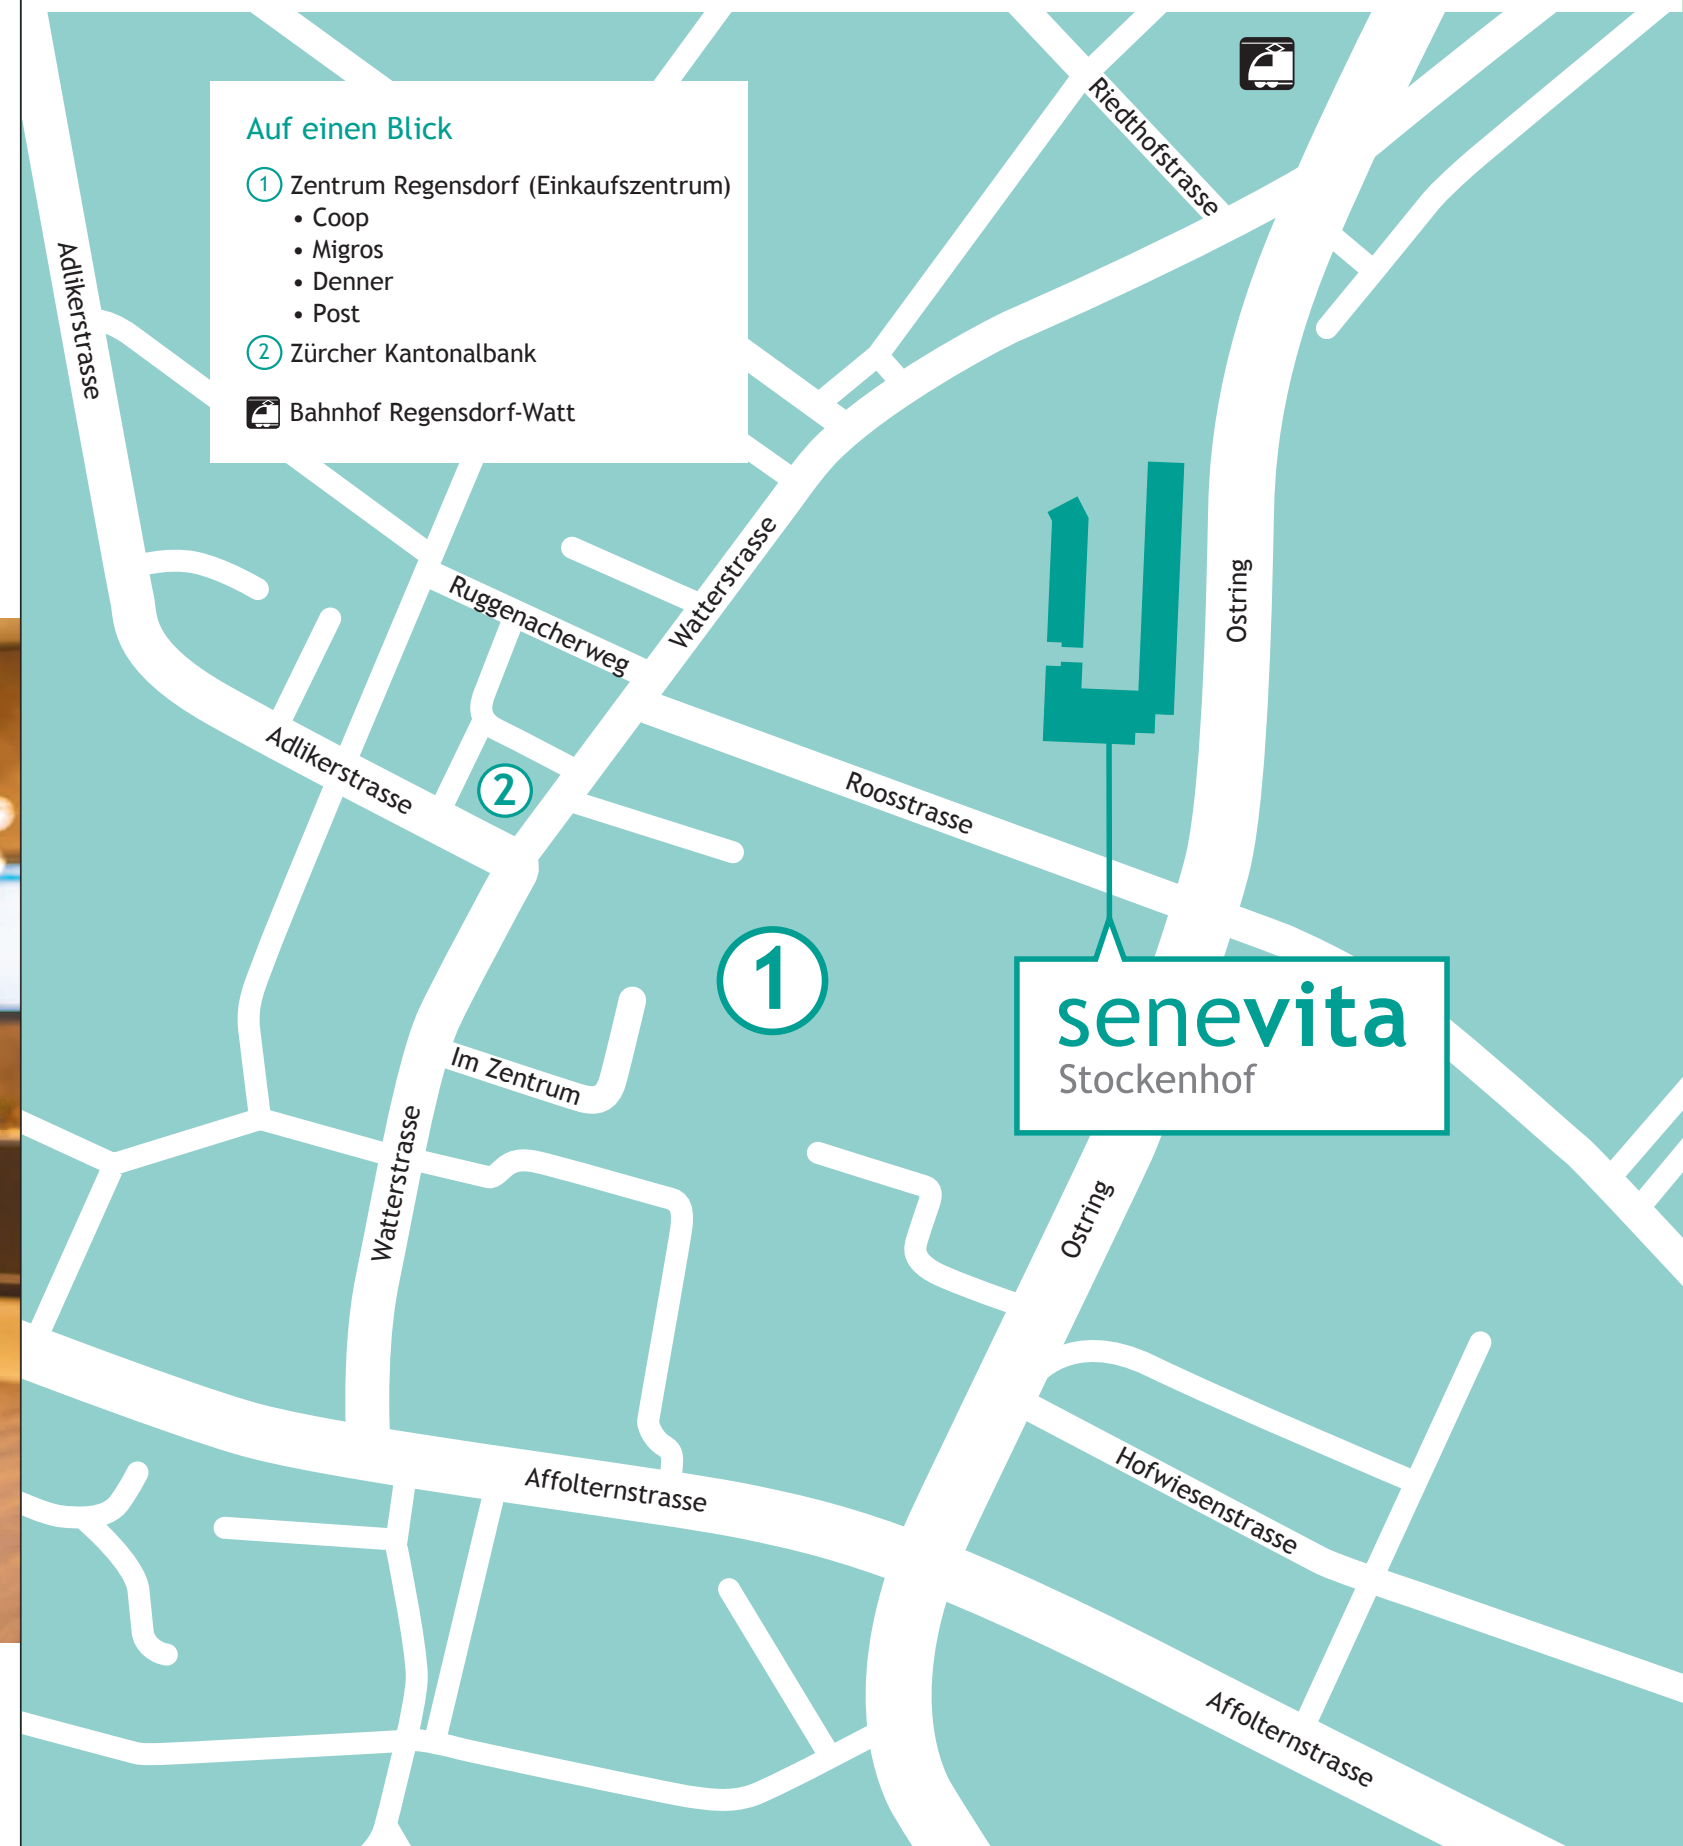 Auf einen Blick
1 Zentrum Regensdorf (Einkaufszentrum)
• Coop
• Migros
• Denner
• Post
2 Zürcher Kantonalbank
Bahnhof Regensdorf-Watt
Riedthofstrasse
Adlikerstrasse
Watterstrasse
Ostring
Ruggenacherweg
Adlikerstrasse
2
Roosstrasse
1
senevita
Stockenhof
Im Zentrum
Watterstrasse
Ostring
Affolternstrasse
Hofwiesenstrasse
Affolternstrasse